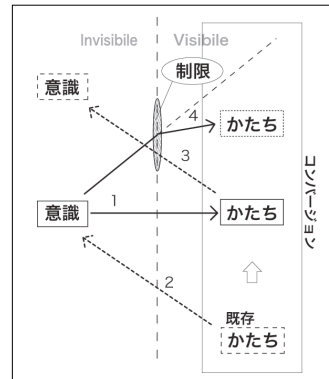 Invisibile
Visibile
制限
意識
4
かたち
3
1
意識
かたち
コンバージョン
2
既存
かたち